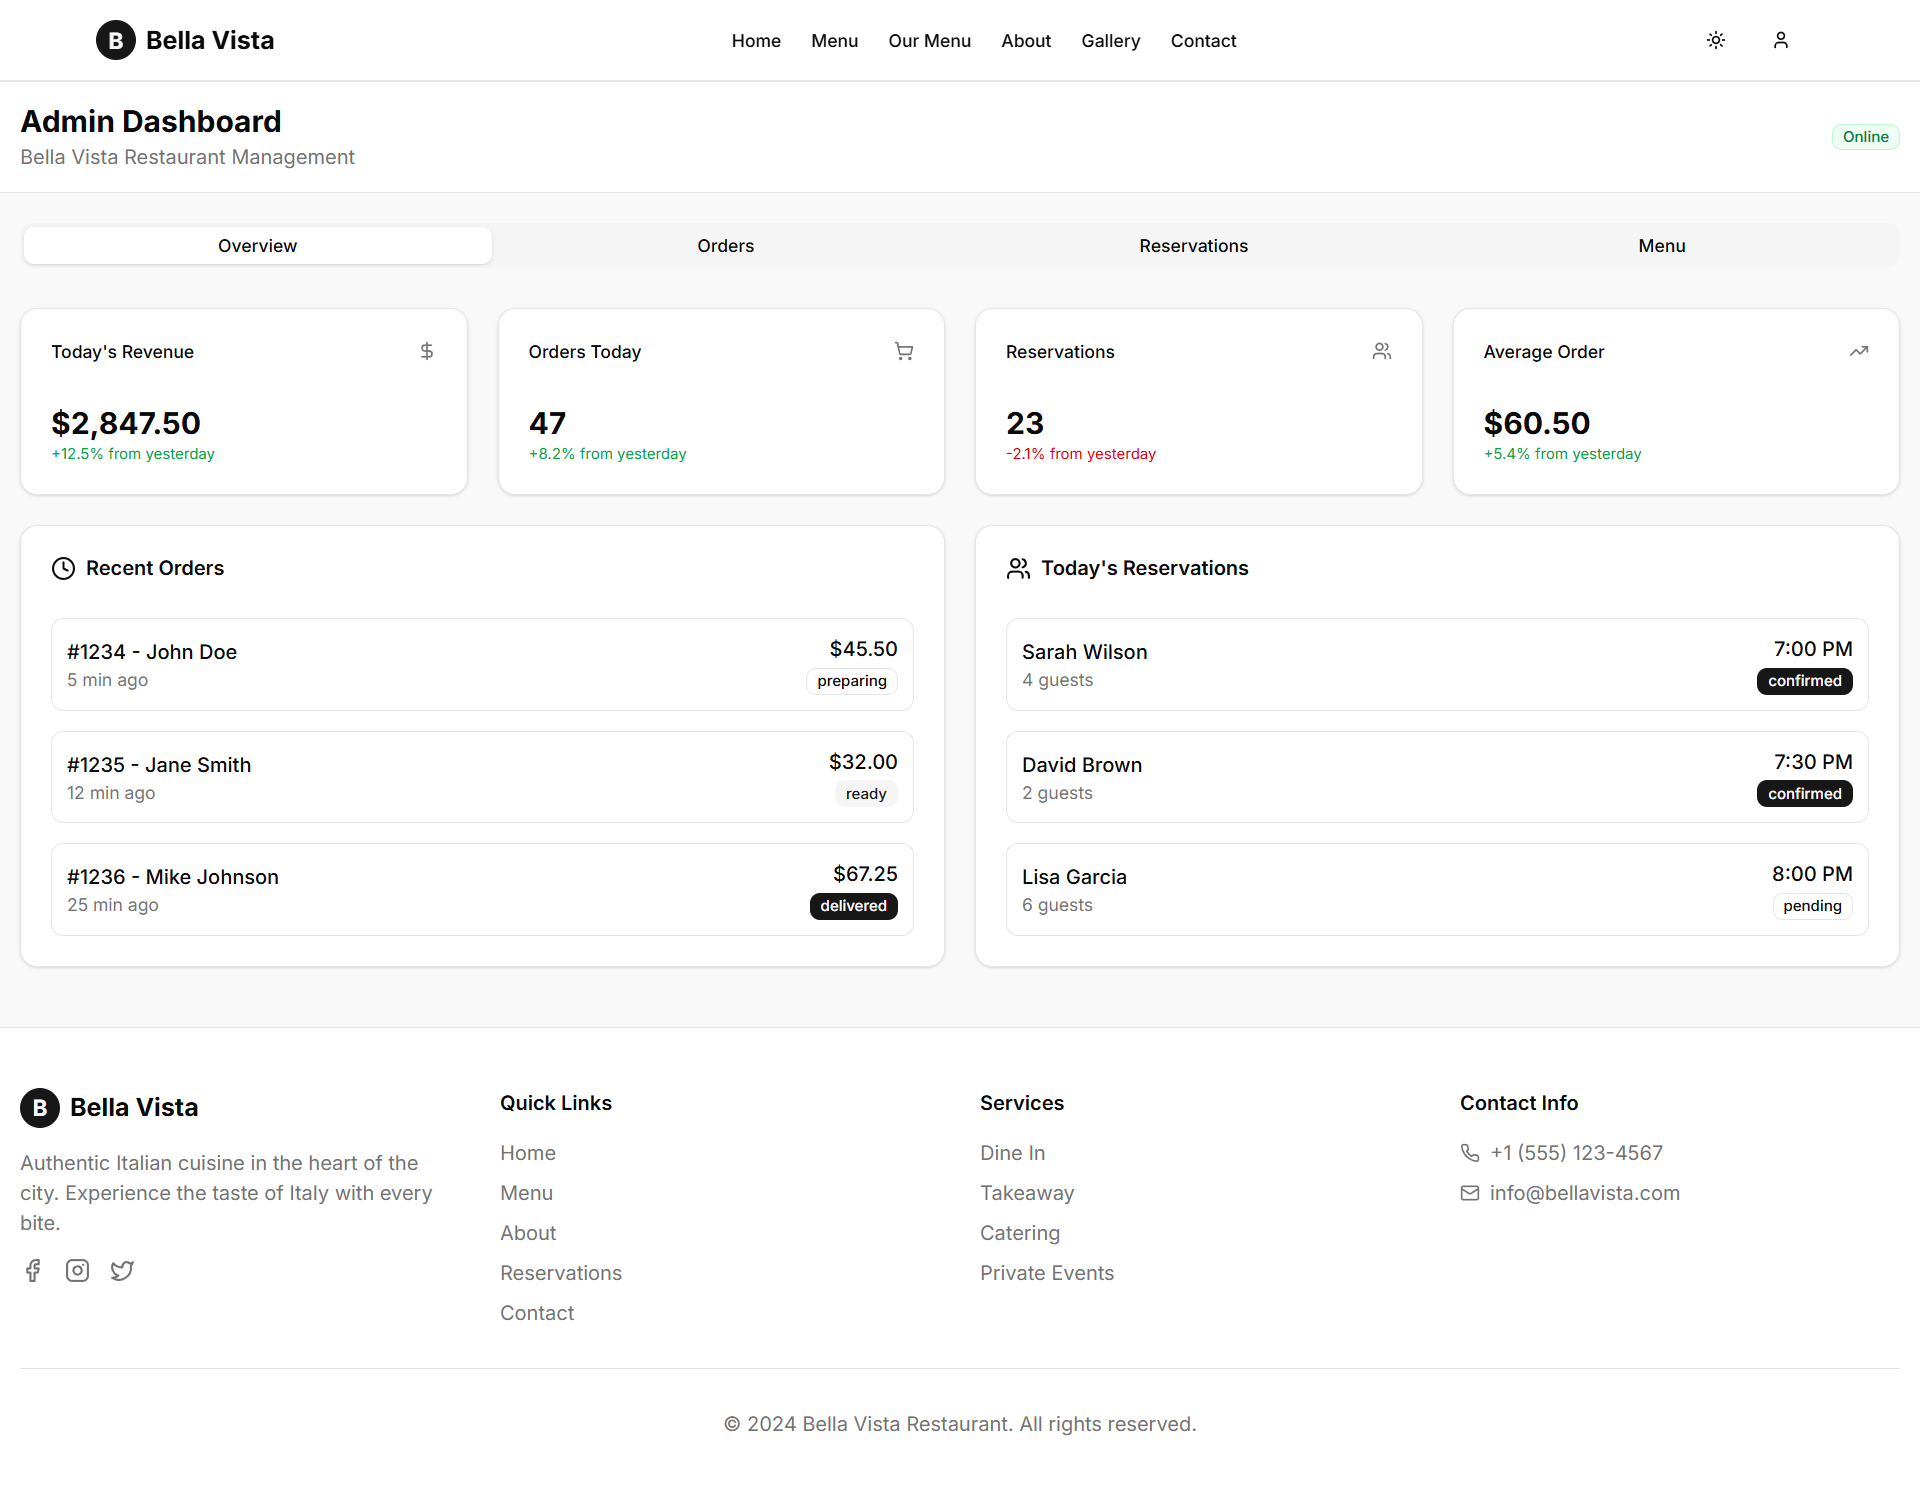 B Bella Vista
Home Menu Our Menu About Gallery Contact
Admin Dashboard
Bella Vista Restaurant Management
Online
Overview Orders Reservations Menu
Today's Revenue
$2,847.50
+12.5% from yesterday
Orders Today
47
+8.2% from yesterday
Reservations
23
-2.1% from yesterday
Average Order
$60.50
+5.4% from yesterday
Recent Orders
#1234 - John Doe
5 min ago
$45.50
preparing
#1235 - Jane Smith
12 min ago
$32.00
ready
#1236 - Mike Johnson
25 min ago
$67.25
delivered
Today's Reservations
Sarah Wilson
4 guests
7:00 PM
confirmed
David Brown
2 guests
7:30 PM
confirmed
Lisa Garcia
6 guests
8:00 PM
pending
B Bella Vista
Authentic Italian cuisine in the heart of the
city. Experience the taste of Italy with every
bite.
Quick Links
Home
Menu
About
Reservations
Contact
Services
Dine In
Takeaway
Catering
Private Events
Contact Info
+1 (555) 123-4567
info@bellavista.com
© 2024 Bella Vista Restaurant. All rights reserved.